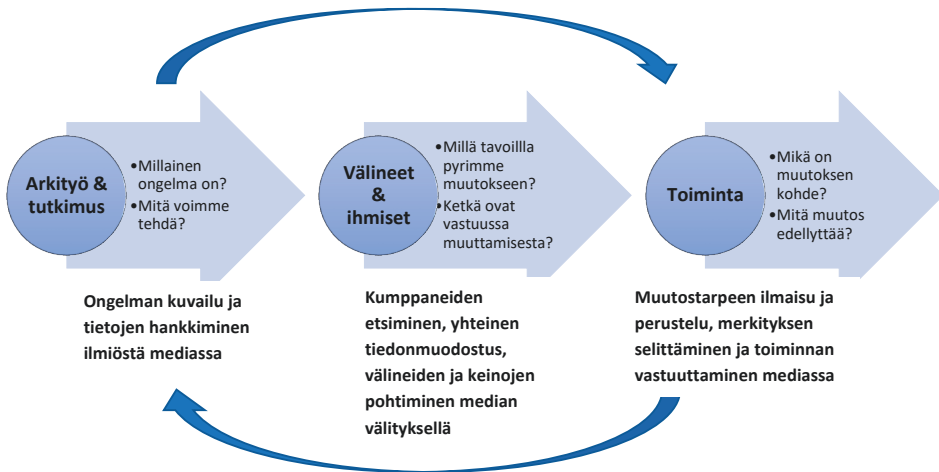 Arkityö &
tutkimus
•Millainen
ongelma on?
•Mitä voimme
tehdä?
Ongelman kuvailu ja
tietojen hankkiminen
ilmiöstä mediassa
Välineet
&
ihmiset
•Millä tavoillla
pyrimme
muutokseen?
•Ketkä ovat
vastuussa
muuttamisesta?
Kumppaneiden
etsiminen, yhteinen
tiedonmuodostus,
välineiden ja keinojen
pohtiminen median
välityksellä
Toiminta
•Mikä on
muutoksen
kohde?
•Mitä muutos
edellyttää?
Muutostarpeen ilmaisu ja
perustelu, merkityksen
selittäminen ja toiminnan
vastuuttaminen mediassa